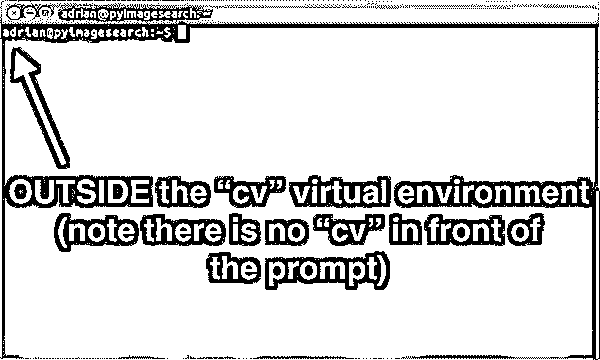 adrian@pyimagesearch: ~
adrian@pyimagesearch:~$
OUTSIDE the “cv” virtual environment
(note there is no “cv” in front of
the prompt)